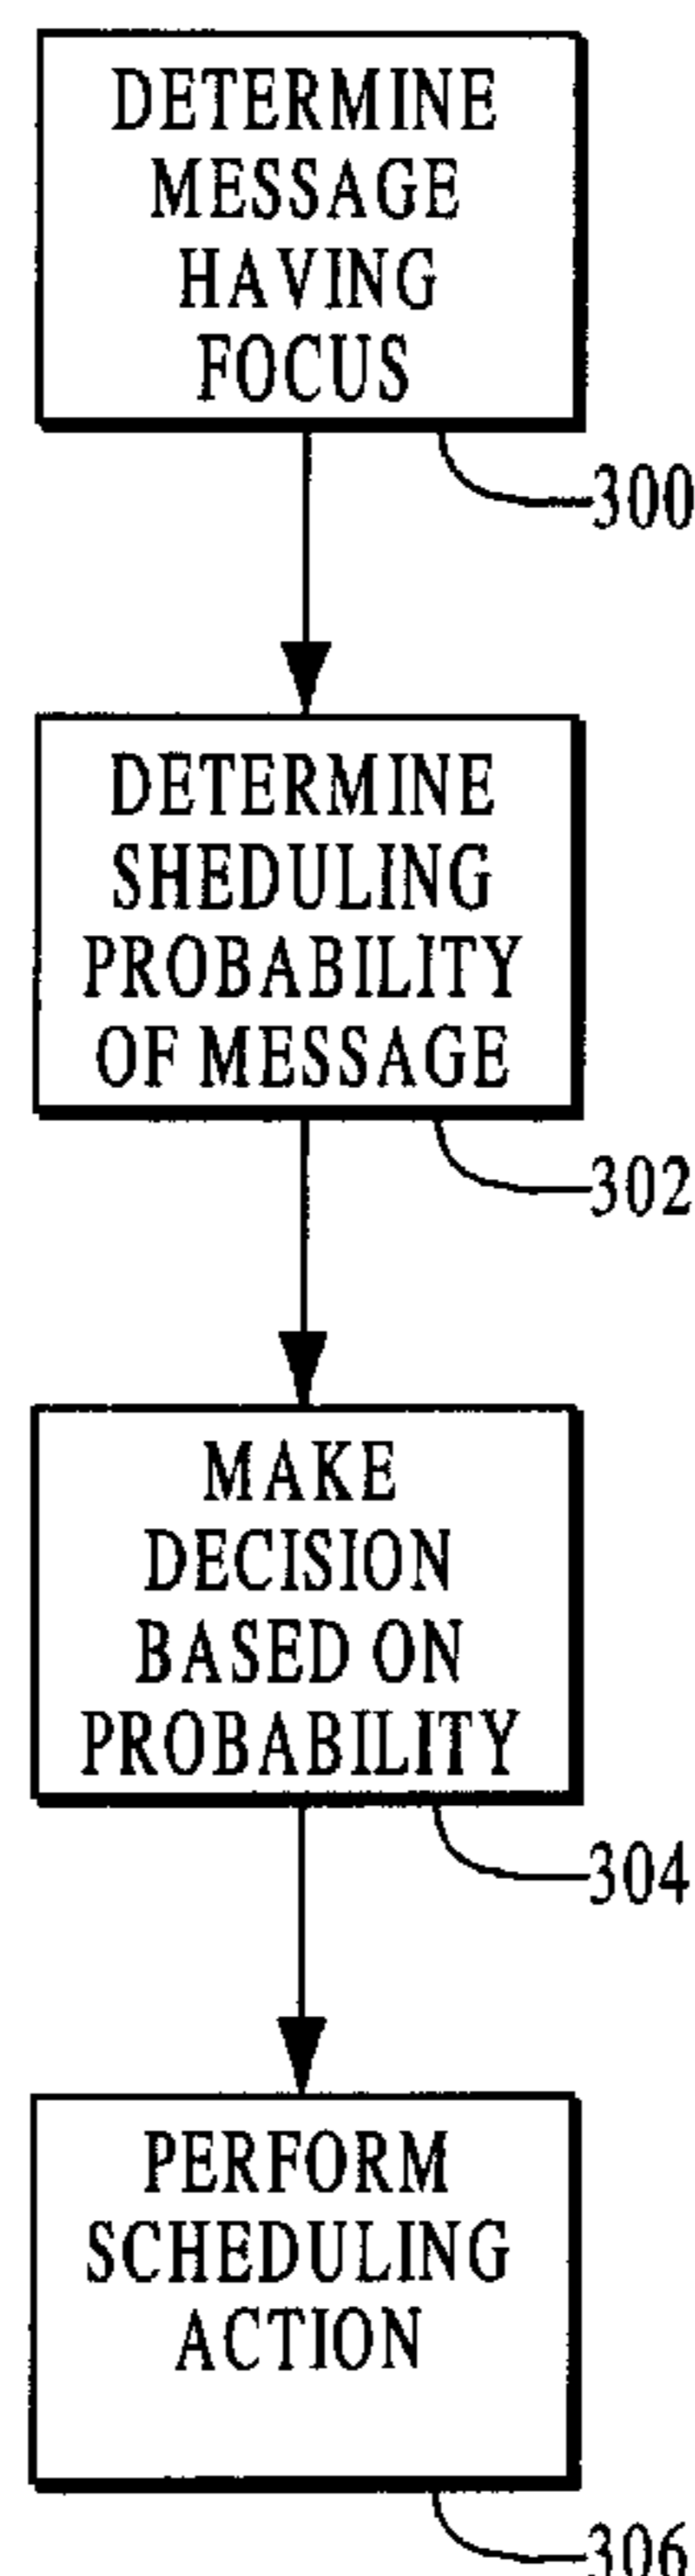 DETERMINE
MESSAGE
HAVING
FOCUS
300
DETERMINE
SHEDULING
PROBABILITY
OF MESSAGE
302
MAKE
DECISION
BASED ON
PROBABILITY
304
PERFORM
SCHEDULING
ACTION
306